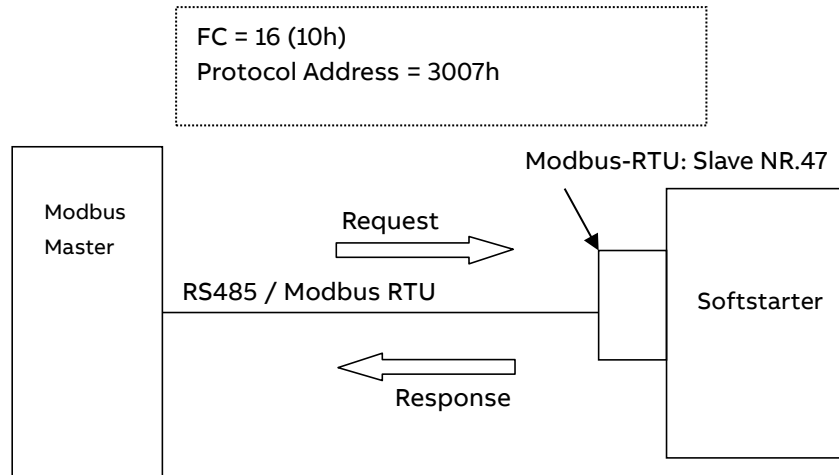 FC = 16 (10h)
Protocol Address = 3007h
Modbus-RTU: Slave NR.47
Modbus
Master
Request
RS485 / Modbus RTU
Softstarter
Response